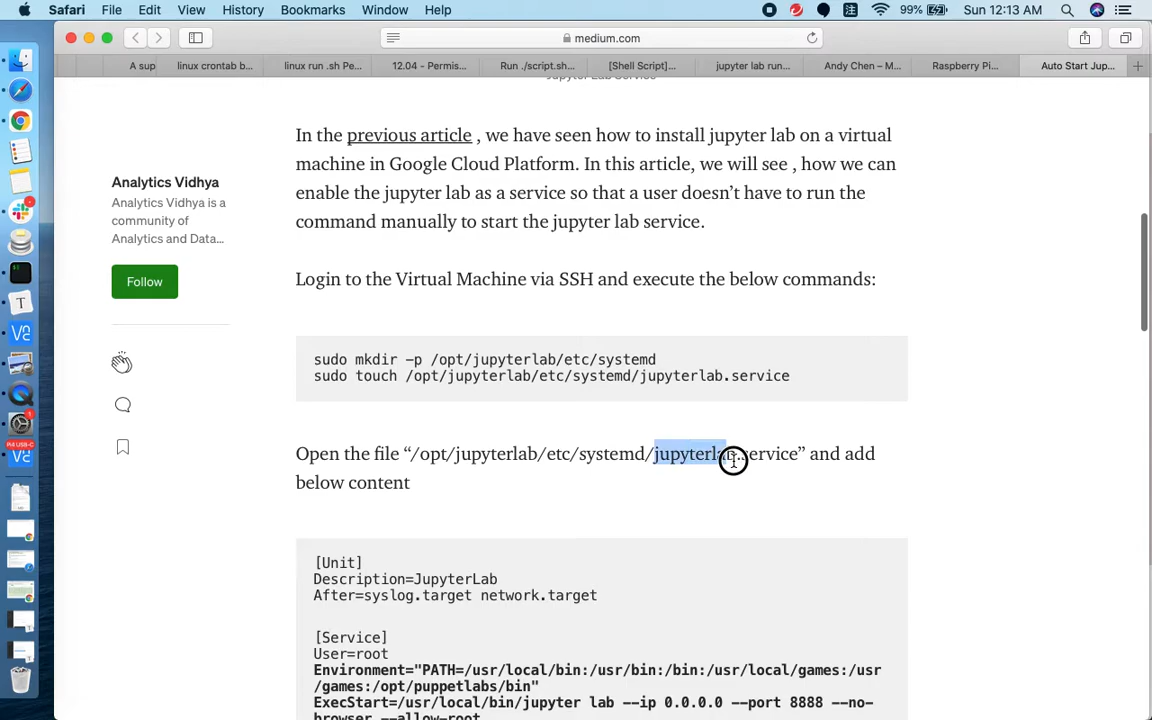 Safari File Edit View History Bookmarks Window Help 99% Sun 12:13 AM
medium.com
A sup linux crontab b... linux run .sh Pe... 12.04 - Permis... Run ./script.sh... [Shell Script]... jupyter lab run... Andy Chen – M... Raspberry Pi... Auto Start Jup...
In the previous article , we have seen how to install jupyter lab on a virtual
machine in Google Cloud Platform. In this article, we will see , how we can
enable the jupyter lab as a service so that a user doesn’t have to run the
command manually to start the jupyter lab service.
Analytics Vidhya
Analytics Vidhya is a
community of
Analytics and Data...
Follow
Login to the Virtual Machine via SSH and execute the below commands:
sudo mkdir -p /opt/jupyterlab/etc/systemd
sudo touch /opt/jupyterlab/etc/systemd/jupyterlab.service
Open the file “/opt/jupyterlab/etc/systemd/jupyterlab.service” and add
below content
[Unit]
Description=JupyterLab
After=syslog.target network.target
[Service]
User=root
Environment="PATH=/usr/local/bin:/usr/bin:/bin:/usr/local/games:/usr
/games:/opt/puppetlabs/bin"
ExecStart=/usr/local/bin/jupyter lab --ip 0.0.0.0 --port 8888 --no-
browser --allow-root